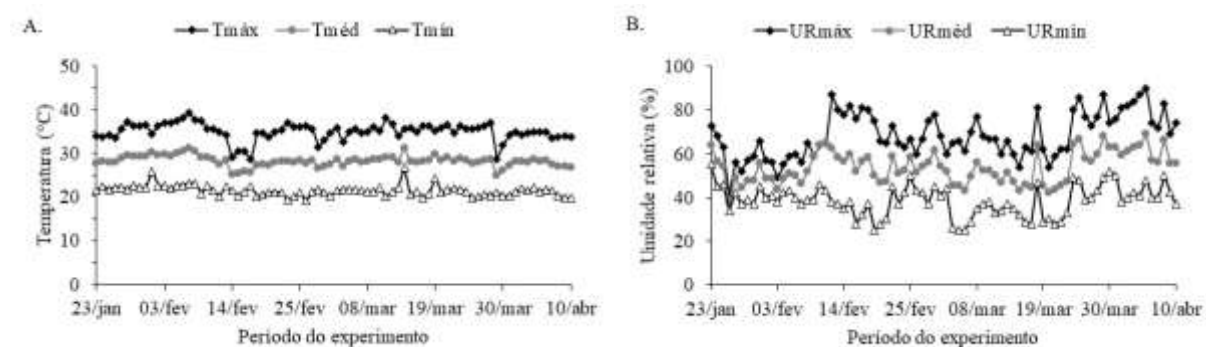 A.
Tmáx Tméd Tmín
Temperatura (°C)
50
40
30
20
10
0
23/jan 03/fev 14/fev 25/fev 08/mar 19/mar 30/mar 10/abr
Período do experimento
B.
URmáx URméd URmín
Umidade relativa (%)
100
80
60
40
20
0
23/jan 03/fev 14/fev 25/fev 08/mar 19/mar 30/mar 10/abr
Período do experimento